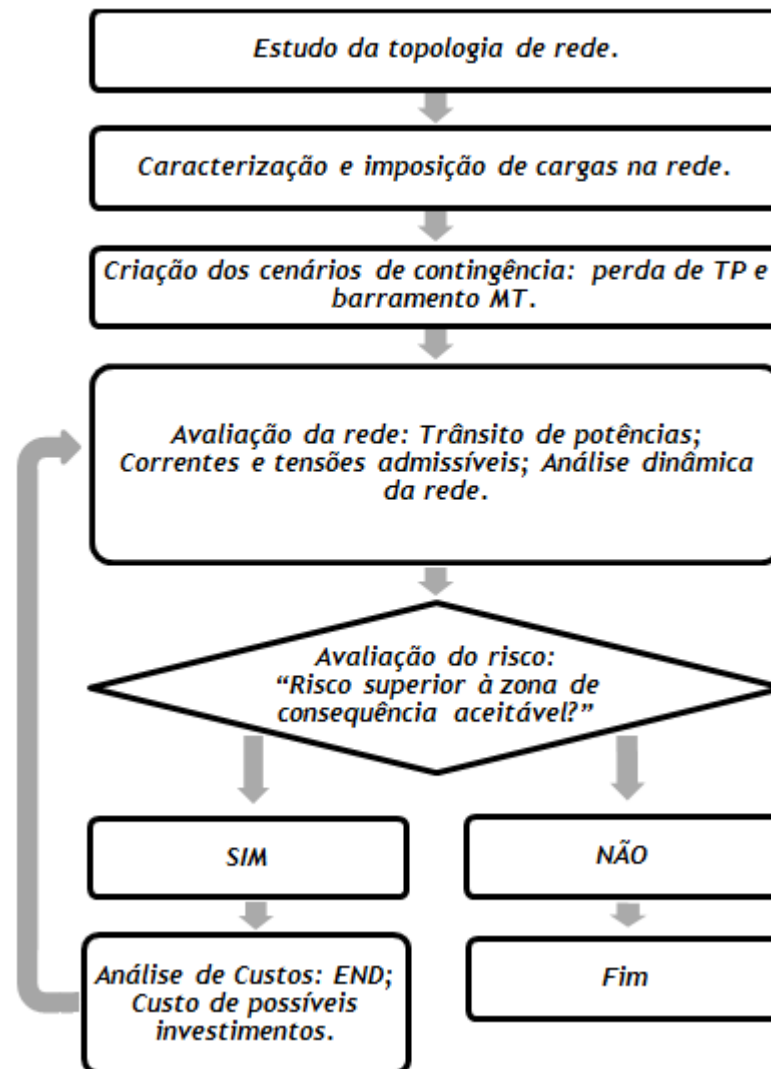 Estudo da topologia de rede.
Caracterização e imposição de cargas na rede.
Criação dos cenários de contingência: perda de TP e
barramento MT.
Avaliação da rede: Trânsito de potências;
Correntes e tensões admissíveis; Análise dinâmica
da rede.
Avaliação do risco:
“Risco superior à zona de
consequência aceitável?”
SIM
NÃO
Análise de Custos: END;
Custo de possíveis
investimentos.
Fim